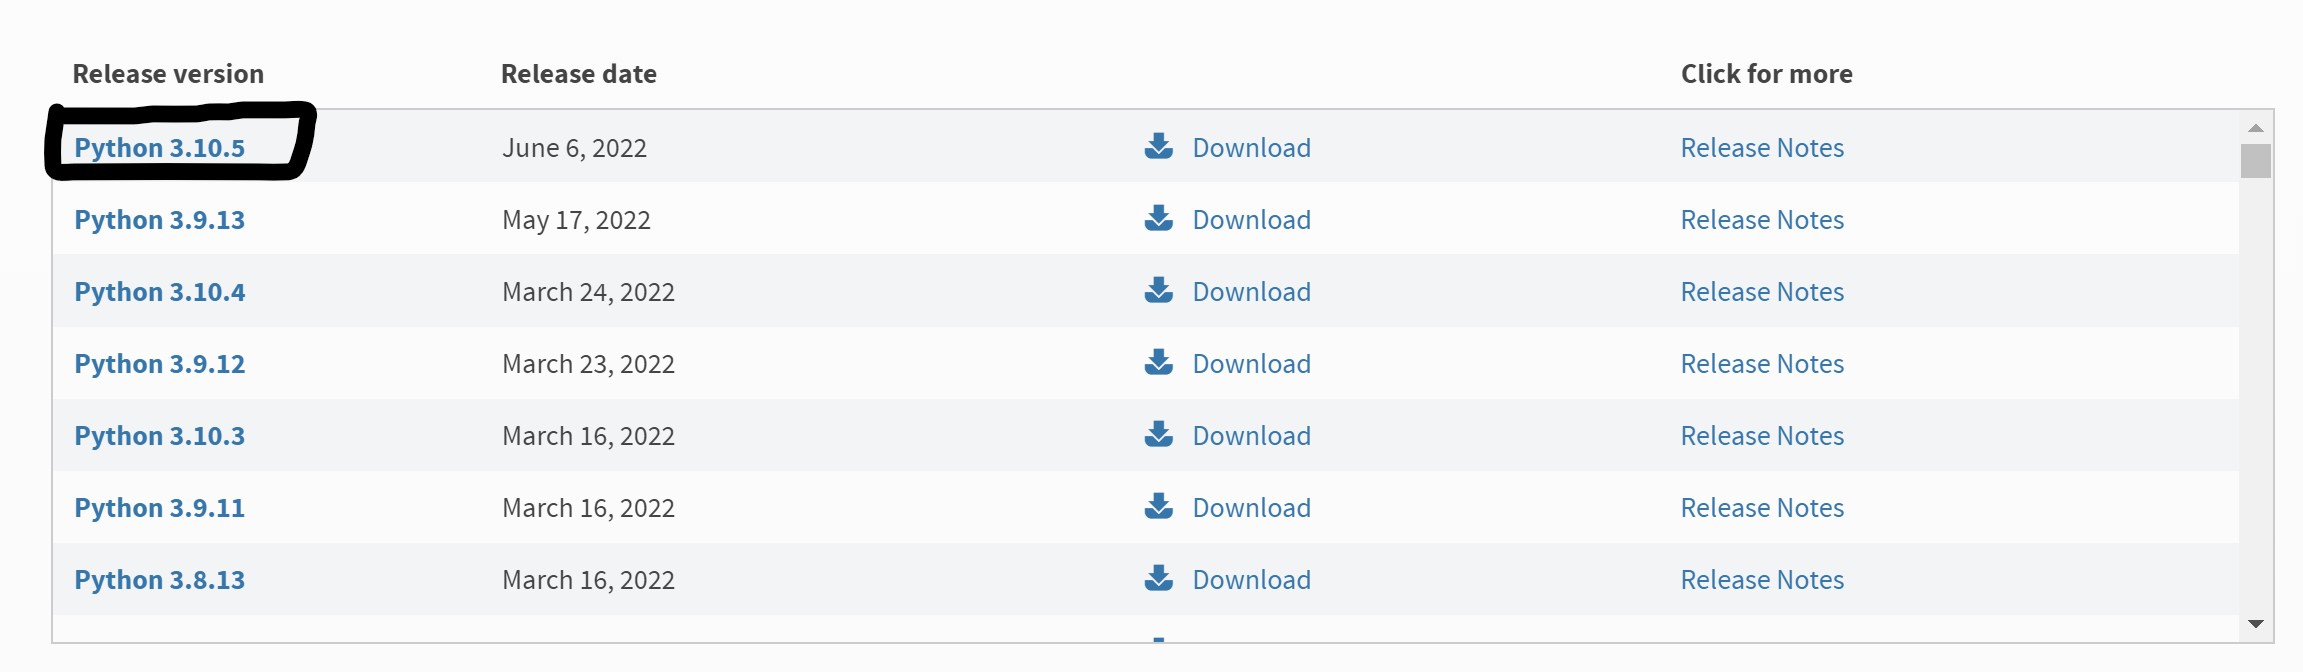 Release version Release date Click for more
Python 3.10.5 June 6, 2022 Download Release Notes
Python 3.9.13 May 17, 2022 Download Release Notes
Python 3.10.4 March 24, 2022 Download Release Notes
Python 3.9.12 March 23, 2022 Download Release Notes
Python 3.10.3 March 16, 2022 Download Release Notes
Python 3.9.11 March 16, 2022 Download Release Notes
Python 3.8.13 March 16, 2022 Download Release Notes